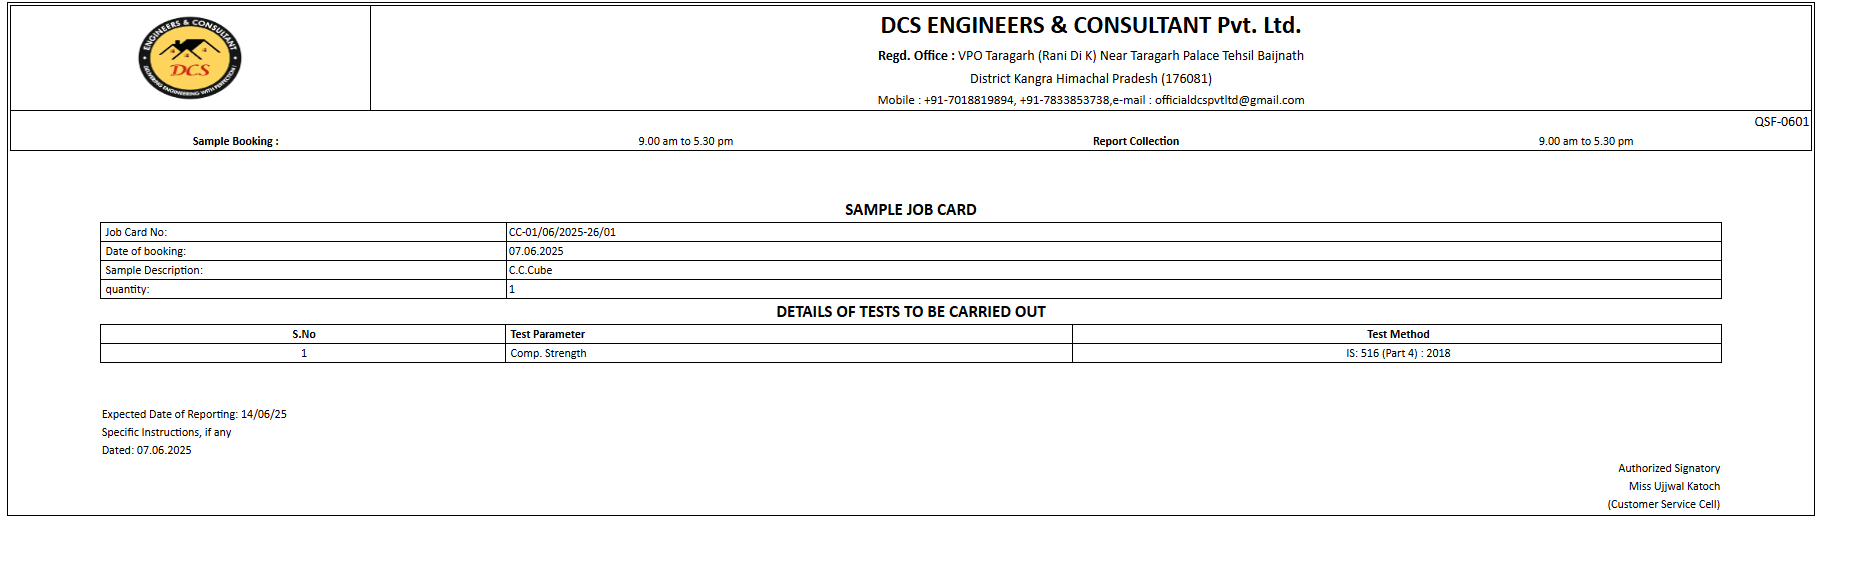 ENGINEERS & CONSULTANT
DCS
DELIVERING ENGINEERING WITH PERFECTION
DCS ENGINEERS & CONSULTANT Pvt. Ltd.
Regd. Office : VPO Taragarh (Rani Di K) Near Taragarh Palace Tehsil Baijnath
District Kangra Himachal Pradesh (176081)
Mobile : +91-7018819894, +91-7833853738,e-mail : officialdcspvtltd@gmail.com
QSF-0601
Sample Booking : 9.00 am to 5.30 pm Report Collection 9.00 am to 5.30 pm
SAMPLE JOB CARD
Job Card No: CC-01/06/2025-26/01
Date of booking: 07.06.2025
Sample Description: C.C.Cube
quantity: 1
DETAILS OF TESTS TO BE CARRIED OUT
S.No Test Parameter Test Method
1 Comp. Strength IS: 516 (Part 4) : 2018
Expected Date of Reporting: 14/06/25
Specific Instructions, if any
Dated: 07.06.2025
Authorized Signatory
Miss Ujjwal Katoch
(Customer Service Cell)